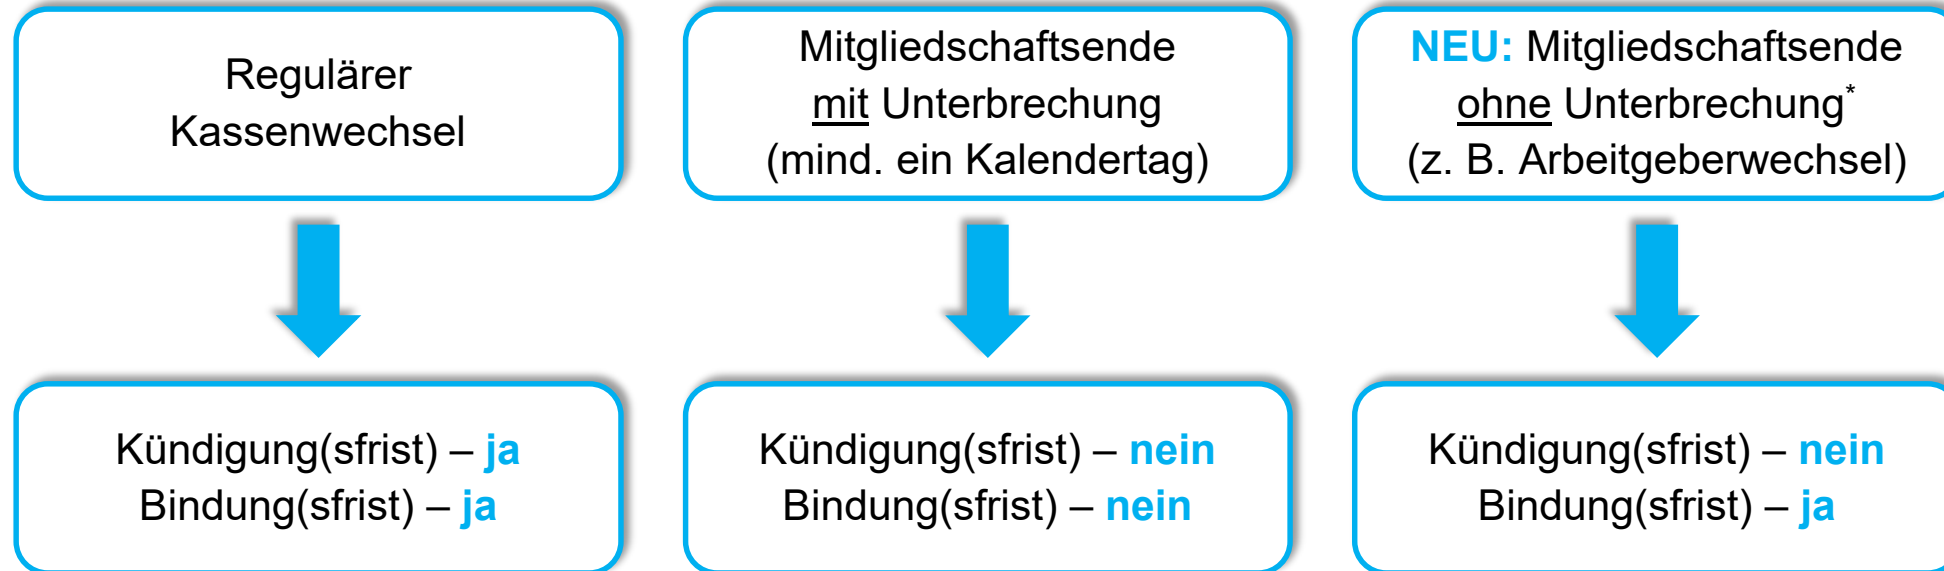 Regulärer
Kassenwechsel
Mitgliedschaftsende
mit Unterbrechung
(mind. ein Kalendertag)
NEU: Mitgliedschaftsende
ohne Unterbrechung*
(z. B. Arbeitgeberwechsel)
Kündigung(sfrist) – ja
Bindung(sfrist) – ja
Kündigung(sfrist) – nein
Bindung(sfrist) – nein
Kündigung(sfrist) – nein
Bindung(sfrist) – ja